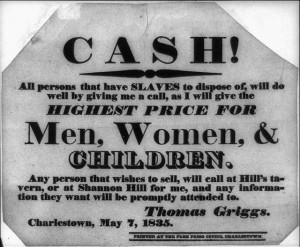 CASH!
All persons that have SLAVES to dispose of, will do
well by giving me a call, as I will give the
HIGHEST PRICE FOR
Men, Women, &
CHILDREN.
Any person that wishes to sell, will call at Hill's ta-
vern, or at Shannon Hill for me, and any informa-
tion they want will be promptly attended to.
Thomas Griggs.
Charlestown, May 7, 1835.
PRINTED AT THE FREE PRESS OFFICE, CHARLESTOWN.